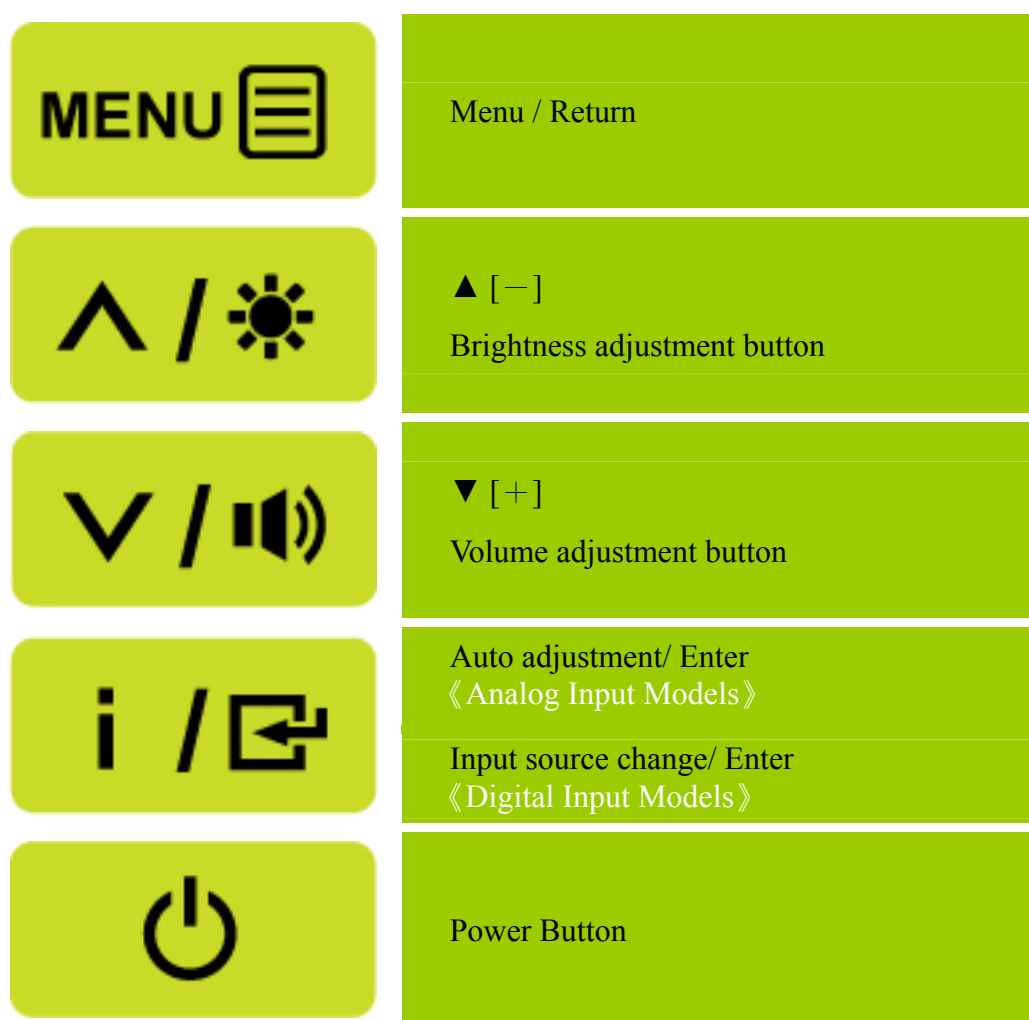 MENU
Menu / Return
/
▲ [－]
Brightness adjustment button
/
▼ [＋]
Volume adjustment button
i /
Auto adjustment/ Enter
《Analog Input Models》
Input source change/ Enter
《Digital Input Models》
Power Button